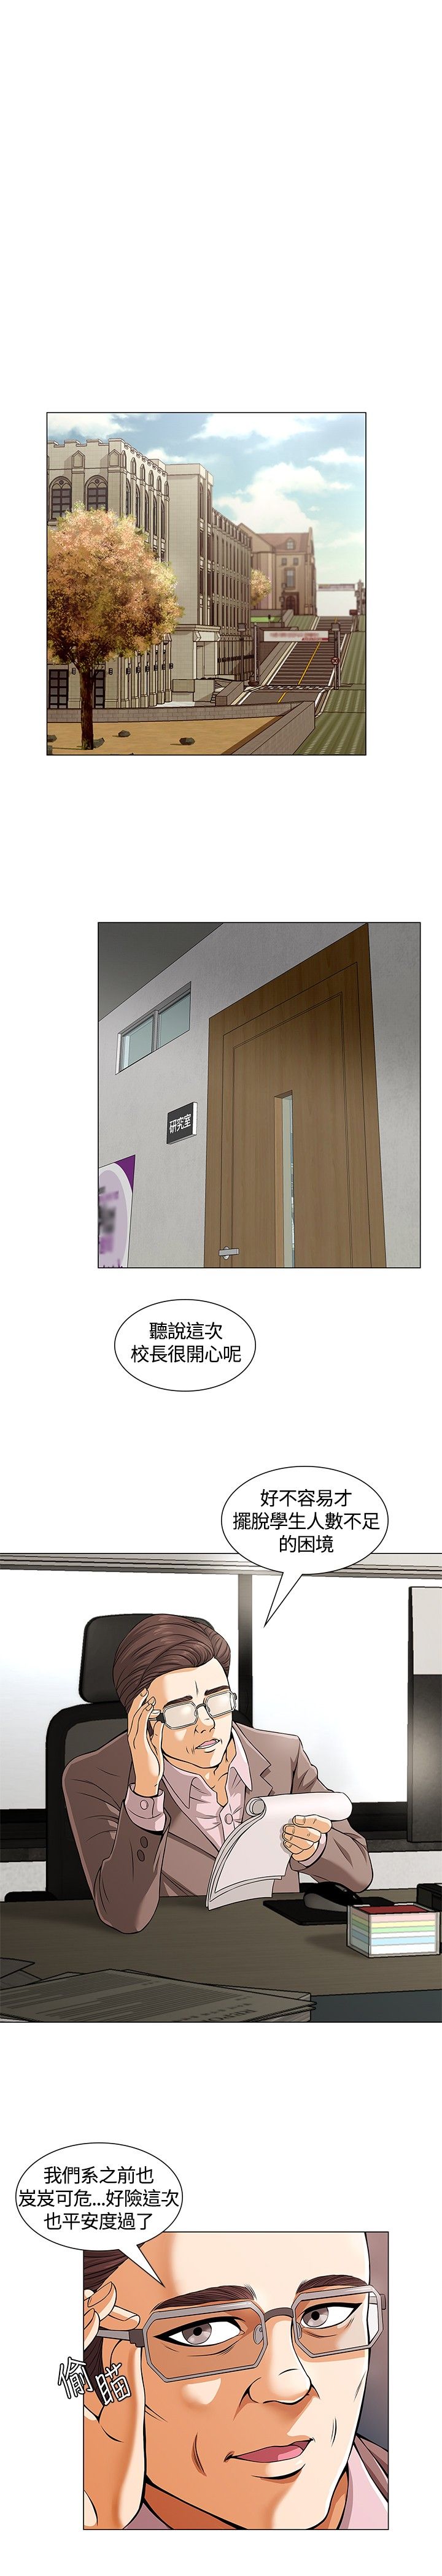 研究室
聽說這次
校長很開心呢
好不容易才
擺脫學生人數不足
的困境
我們系之前也
岌岌可危...好險這次
也平安度過了
偷瞄